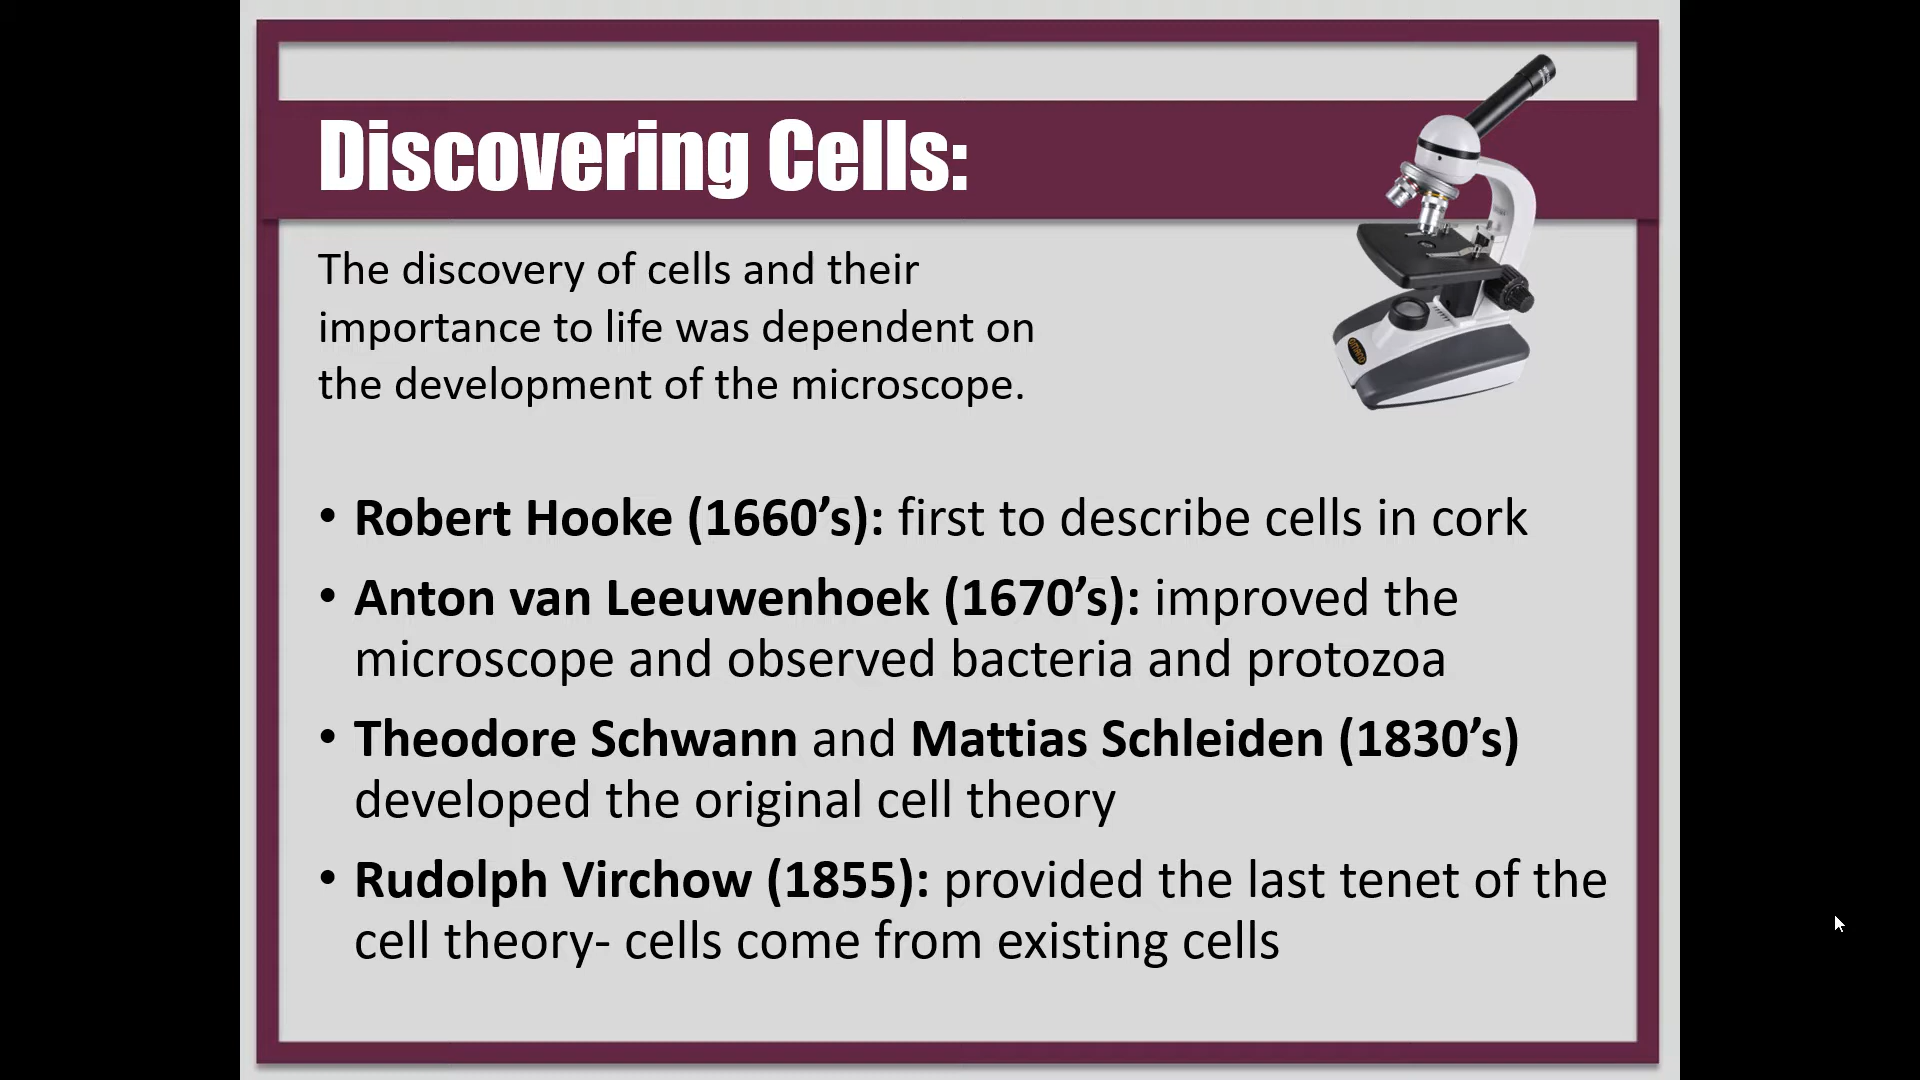 Discovering Cells:
The discovery of cells and their
importance to life was dependent on
the development of the microscope.
• Robert Hooke (1660’s): first to describe cells in cork
• Anton van Leeuwenhoek (1670’s): improved the
microscope and observed bacteria and protozoa
• Theodore Schwann and Mattias Schleiden (1830’s)
developed the original cell theory
• Rudolph Virchow (1855): provided the last tenet of the
cell theory- cells come from existing cells